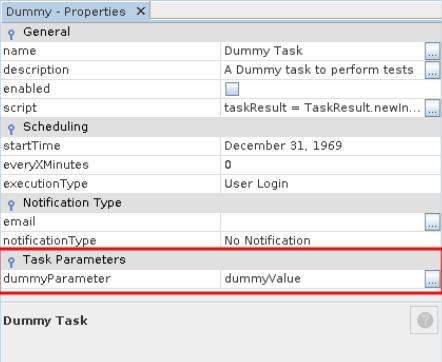 Dummy - Properties ×
General
name Dummy Task ...
description A Dummy task to perform tests ...
enabled
script taskResult = TaskResult.newIn... ...
Scheduling
startTime December 31, 1969
everyXMinutes 0
executionType User Login
Notification Type
email ...
notificationType No Notification
Task Parameters
dummyParameter dummyValue ...
Dummy Task ?